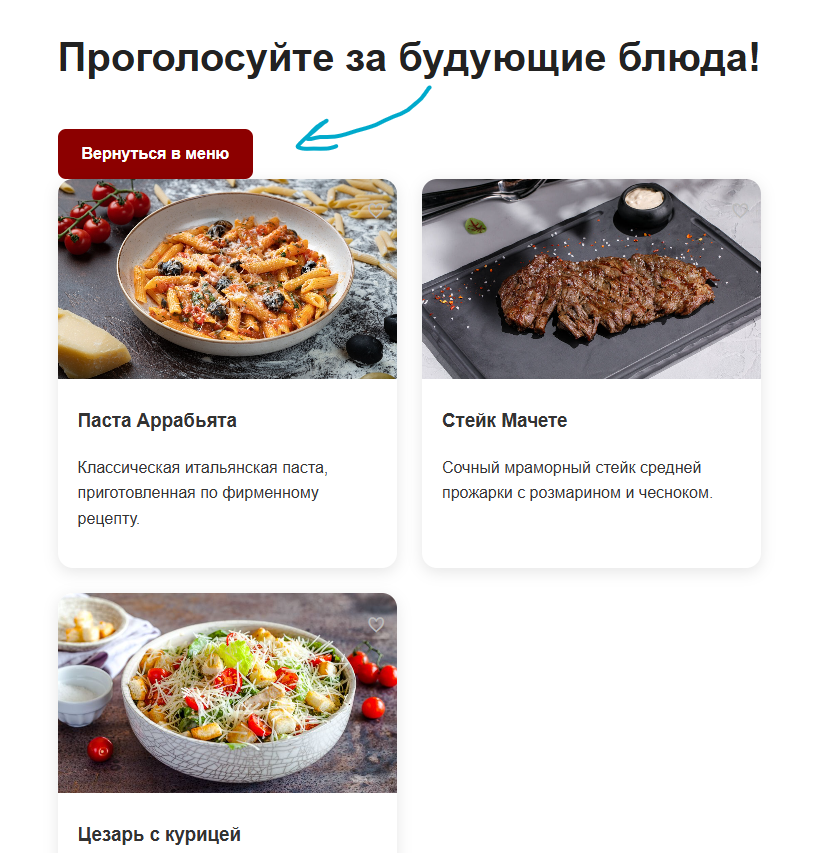 Проголосуйте за будующие блюда!
Вернуться в меню
Паста Аррабьята
Классическая итальянская паста,
приготовленная по фирменному
рецепту.
Стейк Мачете
Сочный мраморный стейк средней
прожарки с розмарином и чесноком.
Цезарь с курицей